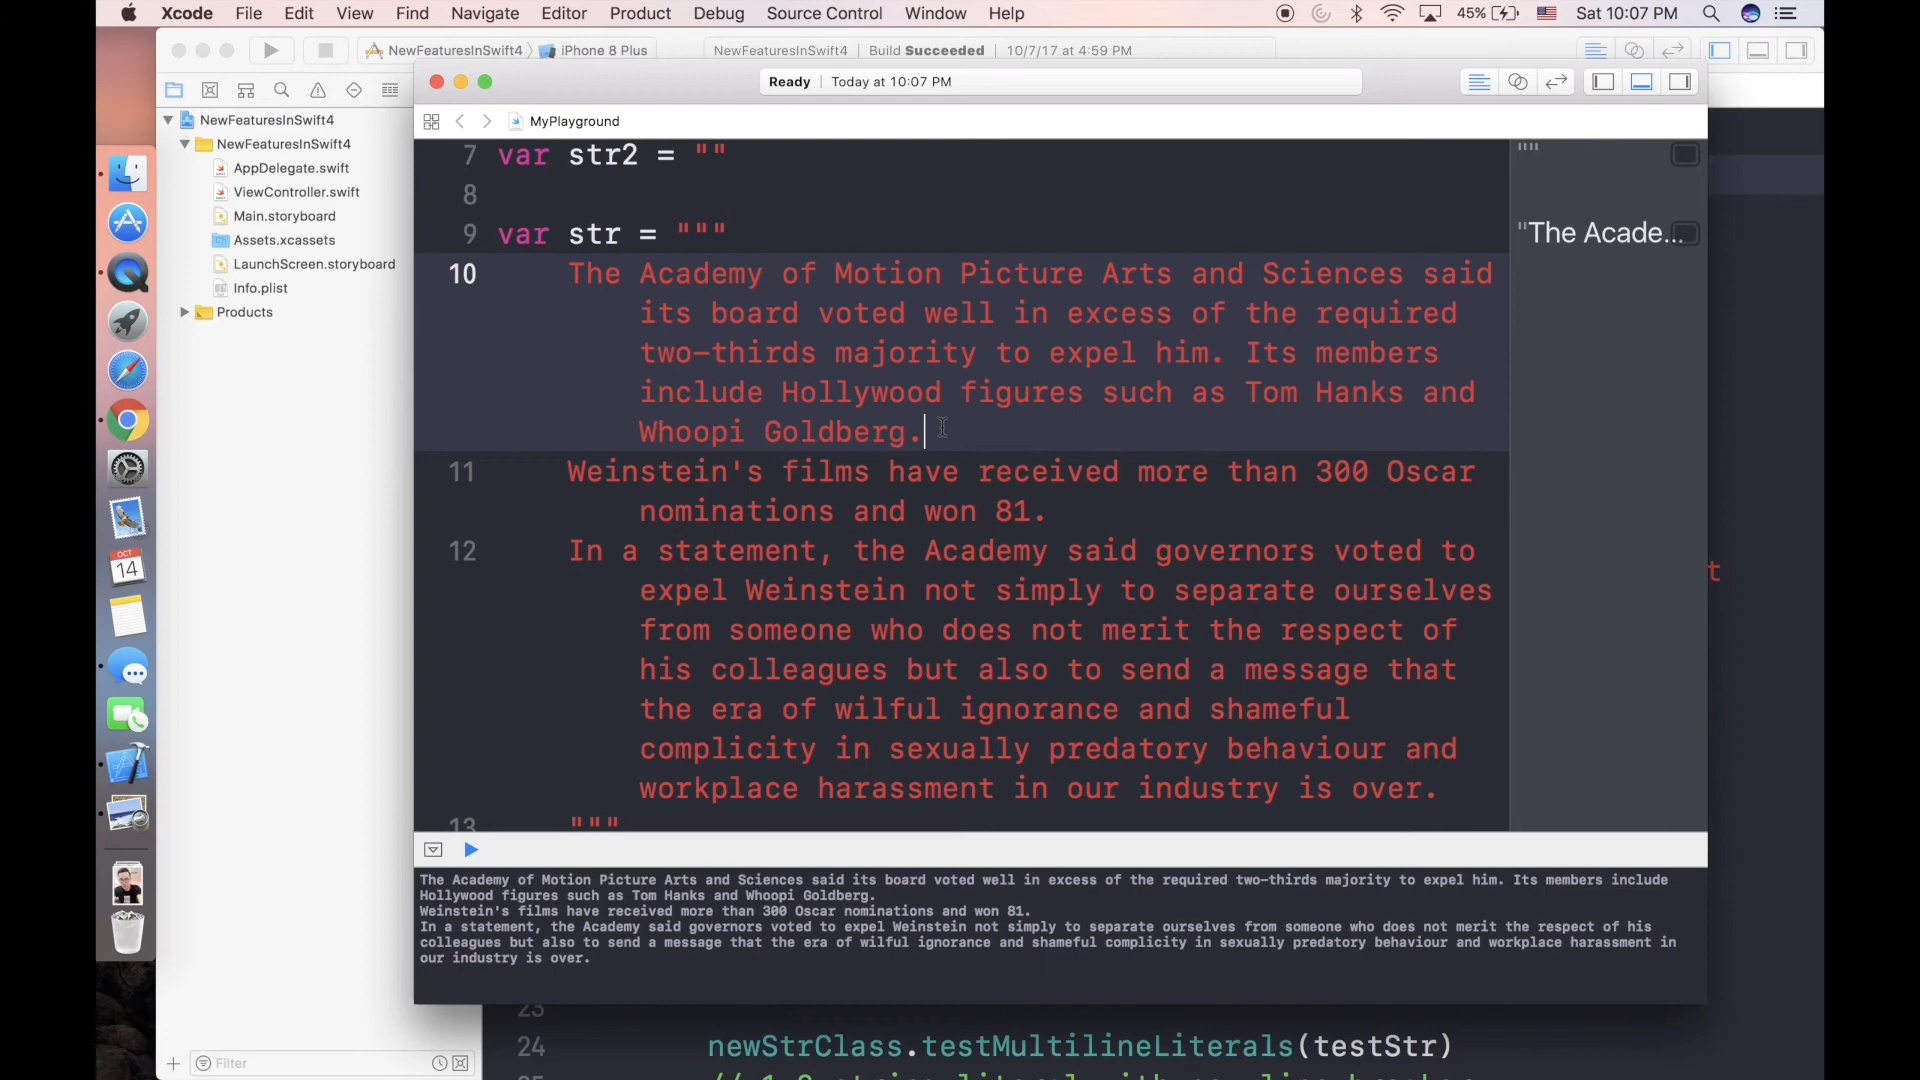 Xcode File Edit View Find Navigate Editor Product Debug Source Control Window Help 45% Sat 10:07 PM
NewFeaturesInSwift4 iPhone 8 Plus NewFeaturesInSwift4 | Build Succeeded | 10/7/17 at 4:59 PM
Ready | Today at 10:07 PM
MyPlayground
NewFeaturesInSwift4
NewFeaturesInSwift4
AppDelegate.swift
ViewController.swift
Main.storyboard
Assets.xcassets
LaunchScreen.storyboard
Info.plist
Products
Filter
OCT
14
7 var str2 = "" ""
8
9 var str = """ "The Acade...
10 The Academy of Motion Picture Arts and Sciences said
its board voted well in excess of the required
two-thirds majority to expel him. Its members
include Hollywood figures such as Tom Hanks and
Whoopi Goldberg.
11 Weinstein's films have received more than 300 Oscar
nominations and won 81.
12 In a statement, the Academy said governors voted to
expel Weinstein not simply to separate ourselves
from someone who does not merit the respect of
his colleagues but also to send a message that
the era of wilful ignorance and shameful
complicity in sexually predatory behaviour and
workplace harassment in our industry is over.
13 """
The Academy of Motion Picture Arts and Sciences said its board voted well in excess of the required two-thirds majority to expel him. Its members include
Hollywood figures such as Tom Hanks and Whoopi Goldberg.
Weinstein's films have received more than 300 Oscar nominations and won 81.
In a statement, the Academy said governors voted to expel Weinstein not simply to separate ourselves from someone who does not merit the respect of his
colleagues but also to send a message that the era of wilful ignorance and shameful complicity in sexually predatory behaviour and workplace harassment in
our industry is over.
23
24 newStrClass.testMultilineLiterals(testStr)